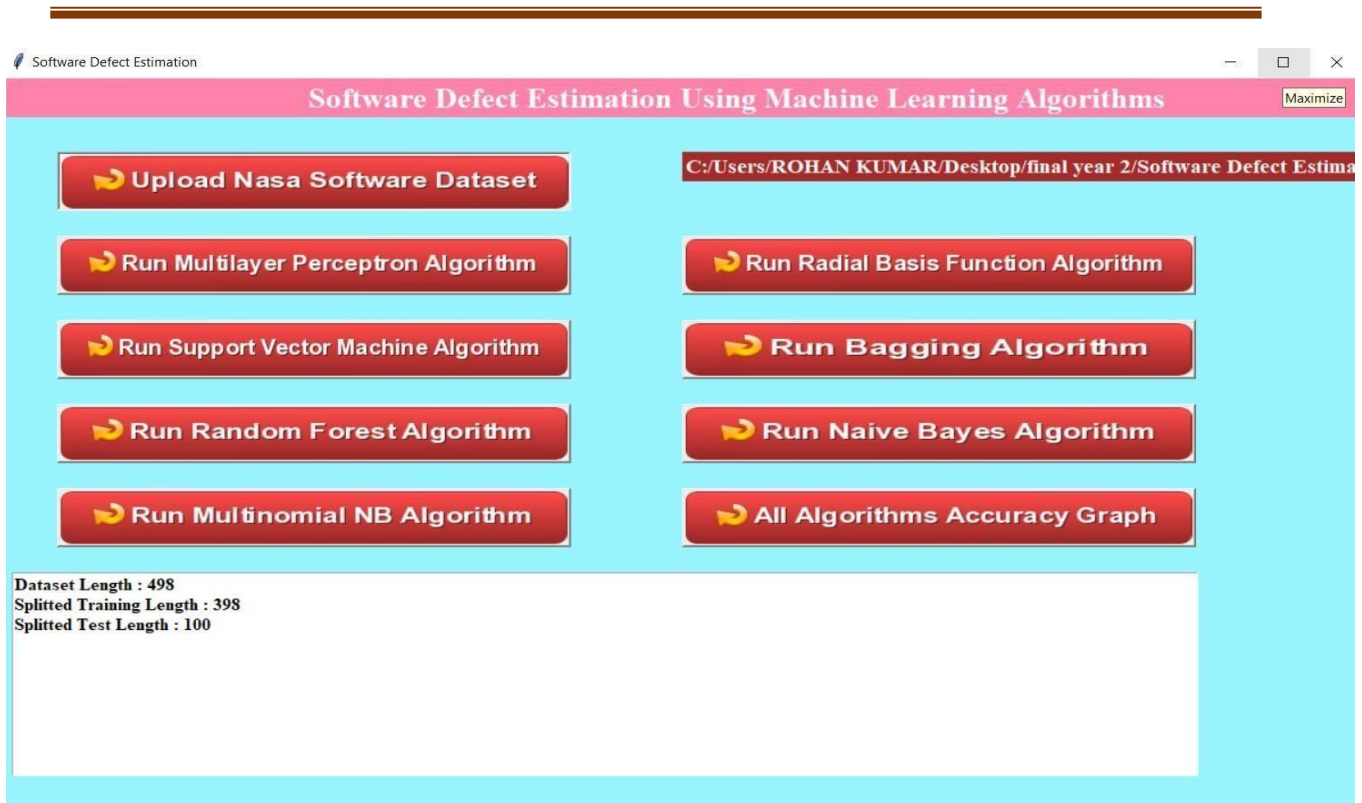 Software Defect Estimation
Software Defect Estimation Using Machine Learning Algorithms
Maximize
Upload Nasa Software Dataset
C:/Users/ROHAN KUMAR/Desktop/final year 2/Software Defect Estima
Run Multilayer Perceptron Algorithm
Run Radial Basis Function Algorithm
Run Support Vector Machine Algorithm
Run Bagging Algorithm
Run Random Forest Algorithm
Run Naive Bayes Algorithm
Run Multinomial NB Algorithm
All Algorithms Accuracy Graph
Dataset Length : 498
Splitted Training Length : 398
Splitted Test Length : 100